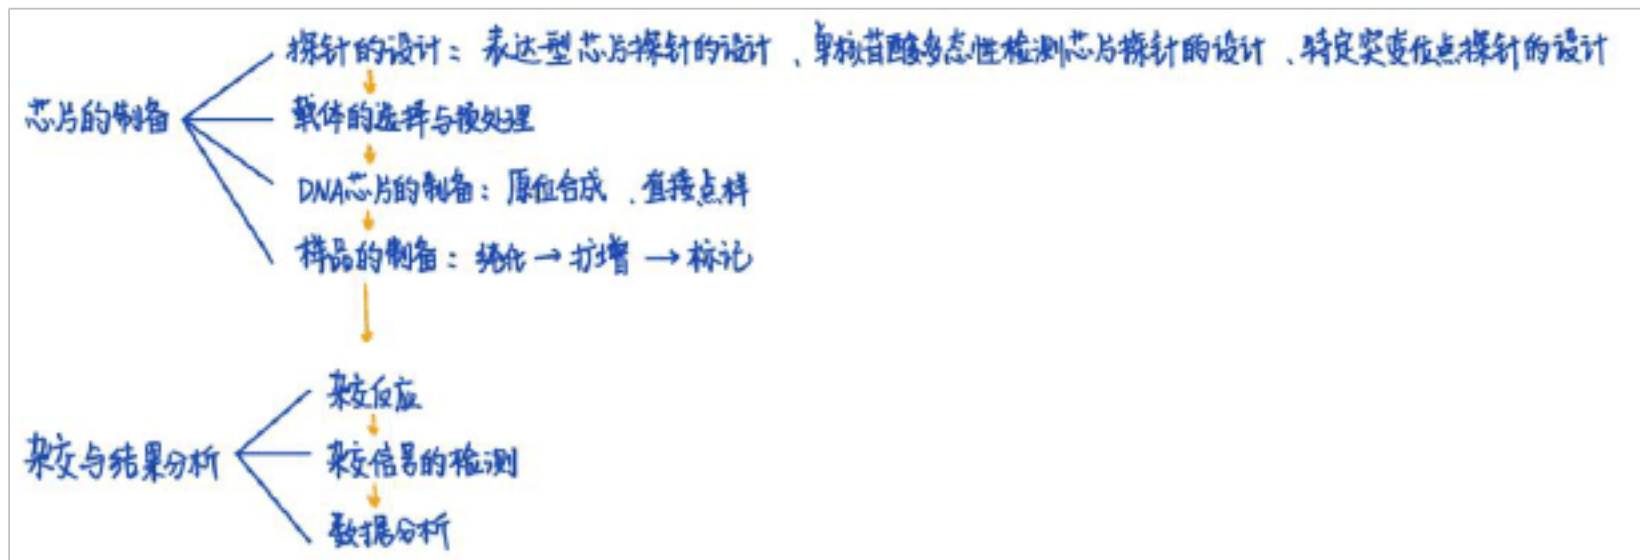 探针的设计：表达型芯片探针的设计、单核苷酸多态性检测芯片探针的设计、特定突变位点探针的设计
芯片的制备
载体的选择与预处理
DNA芯片的制备：原位合成、直接点样
样品的制备：纯化→扩增→标记
杂交反应
杂交与结果分析
杂交信号的检测
数据分析